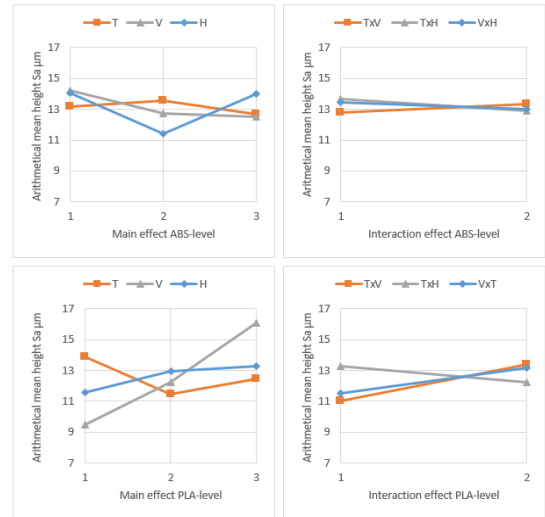 T V H
Arithmetical mean height Sa µm
17
15
13
11
9
7
1 2 3
Main effect ABS-level
TxV TxH VxH
Aritmetical mean height Sa µm
17
15
13
11
9
7
1 2
Interaction effect ABS-level
T V H
Arithmetical mean height Sa µm
17
15
13
11
9
7
1 2 3
Main effect PLA-level
TxV TxH VxT
Arithmetical mean height Sa µm
17
15
13
11
9
7
1 2
Interaction effect PLA-level